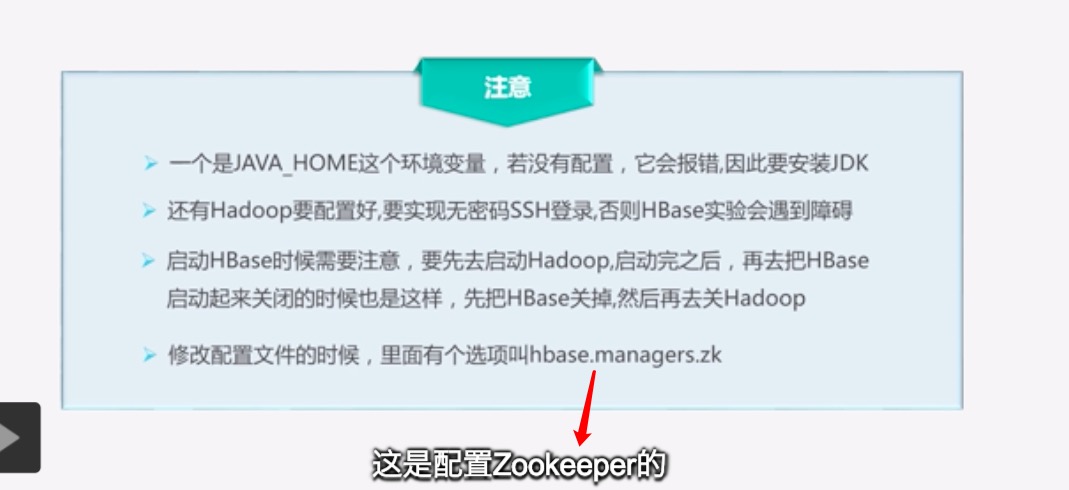 注意
一个是JAVA_HOME这个环境变量，若没有配置，它会报错,因此要安装JDK
还有Hadoop要配置好,要实现无密码SSH登录,否则HBase实验会遇到障碍
启动HBase时候需要注意，要先去启动Hadoop,启动完之后，再去把HBase
启动起来关闭的时候也是这样，先把HBase关掉,然后再去关Hadoop
修改配置文件的时候，里面有个选项叫hbase.managers.zk
这是配置Zookeeper的